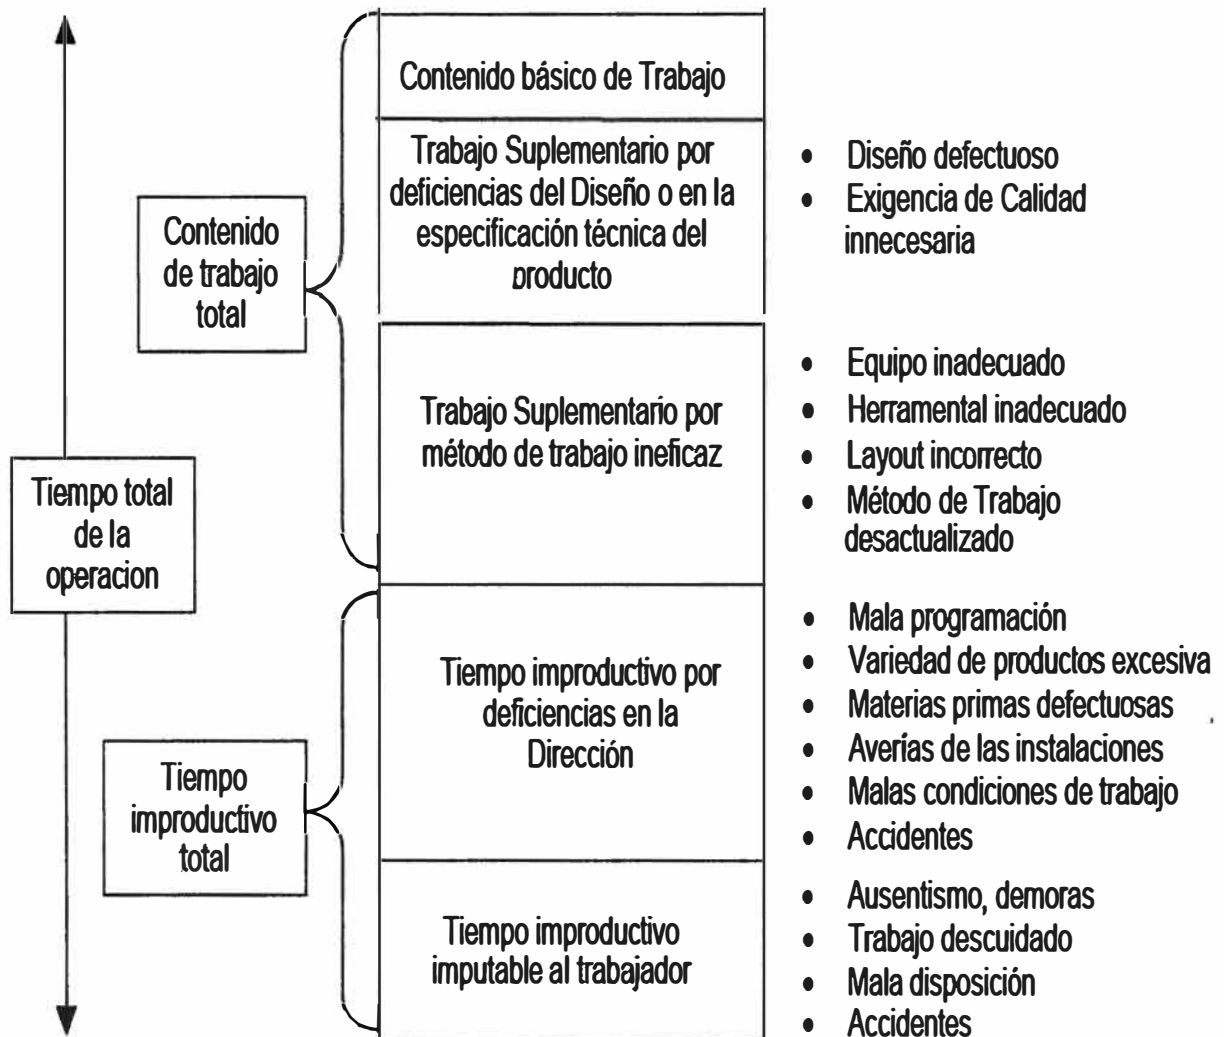 Contenido básico de Trabajo
Trabajo Suplementario por
deficiencias del Diseño o en la
especificación técnica del
producto
• Diseño defectuoso
• Exigencia de Calidad
innecesaria
Contenido
de trabajo
total
Trabajo Suplementario por
método de trabajo ineficaz
• Equipo inadecuado
• Herramental inadecuado
• Layout incorrecto
• Método de Trabajo
desactualizado
Tiempo total
de la
operacion
Tiempo improductivo por
deficiencias en la
Dirección
• Mala programación
• Variedad de productos excesiva
• Materias primas defectuosas
• Averías de las instalaciones
• Malas condiciones de trabajo
• Accidentes
Tiempo
improductivo
total
Tiempo improductivo
imputable al trabajador
• Ausentismo, demoras
• Trabajo descuidado
• Mala disposición
• Accidentes